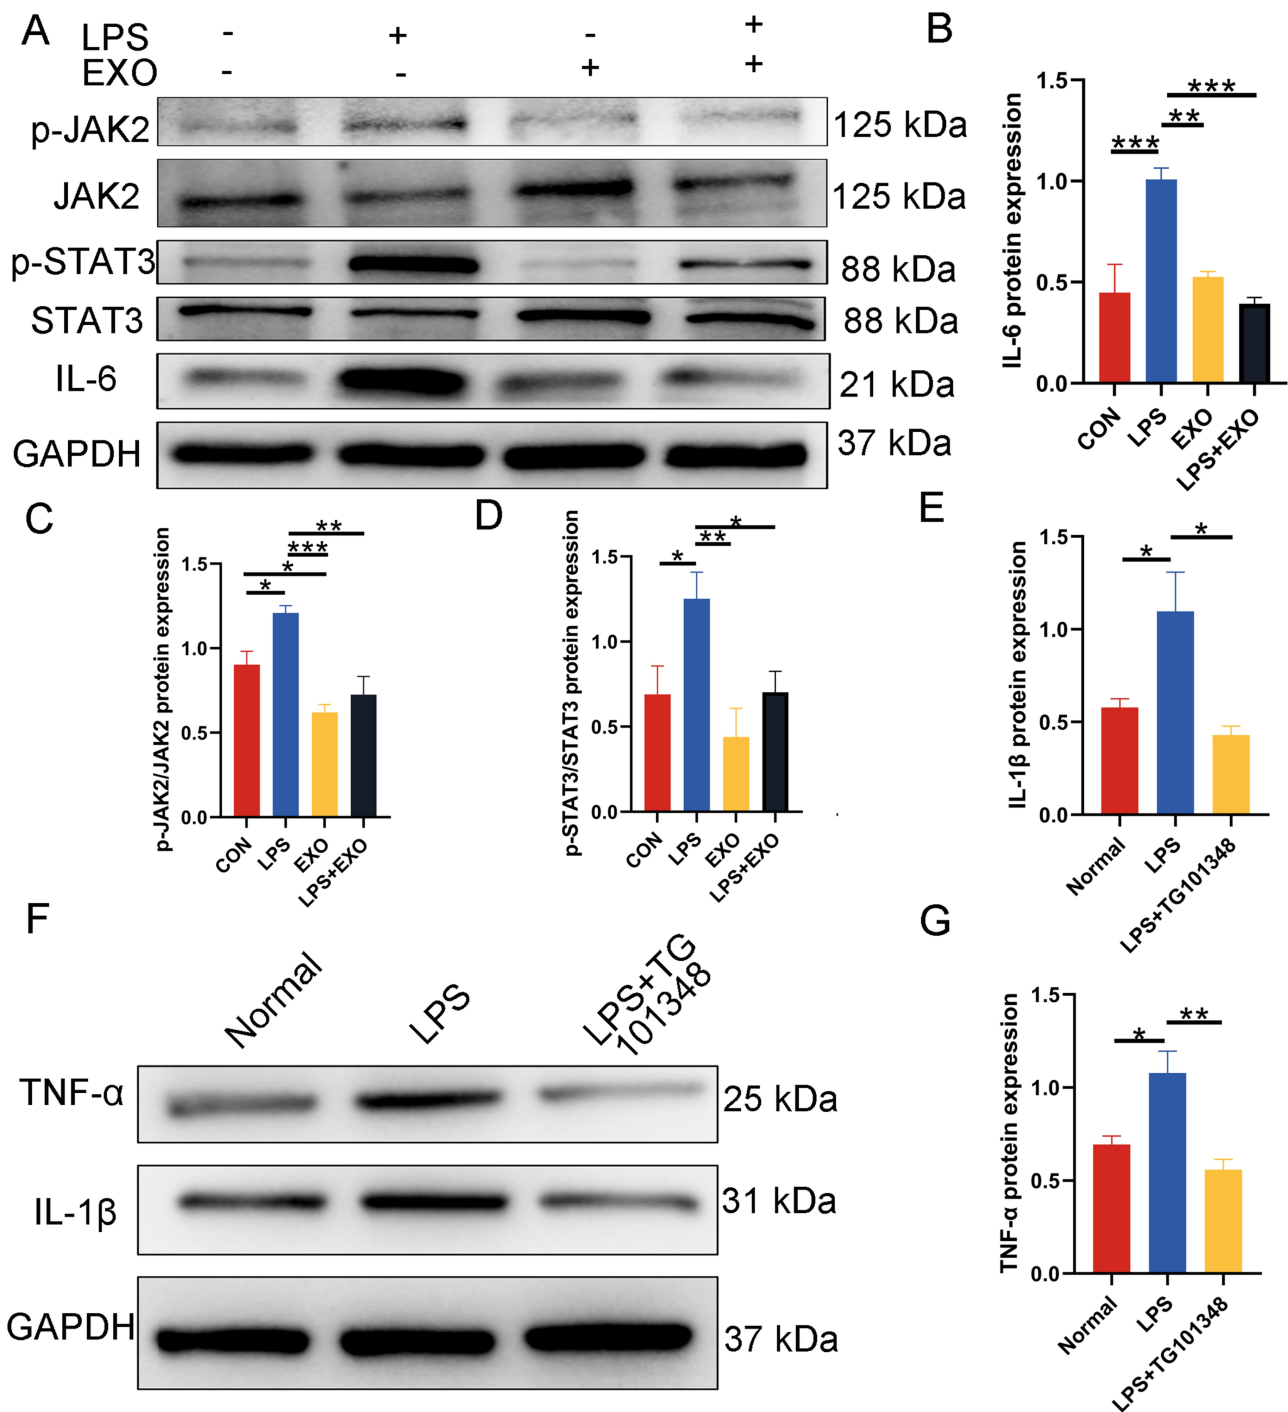 A
LPS - + - +
EXO - - + +
p-JAK2 125 kDa
JAK2 125 kDa
p-STAT3 88 kDa
STAT3 88 kDa
IL-6 21 kDa
GAPDH 37 kDa
B
IL-6 protein expression
1.5
1.0
0.5
0.0
***
**
***
CON
LPS
EXO
LPS+EXO
C
p-JAK2/JAK2 protein expression
1.5
1.0
0.5
0.0
**
***
*
*
CON
LPS
EXO
LPS+EXO
D
p-STAT3/STAT3 protein expression
1.5
1.0
0.5
0.0
*
**
*
CON
LPS
EXO
LPS+EXO
E
IL-1β protein expression
1.5
1.0
0.5
0.0
*
*
Normal
LPS
LPS+TG101348
F
Normal
LPS
LPS+TG
101348
TNF-α 25 kDa
IL-1β 31 kDa
GAPDH 37 kDa
G
TNF-α protein expression
1.5
1.0
0.5
0.0
*
**
Normal
LPS
LPS+TG101348